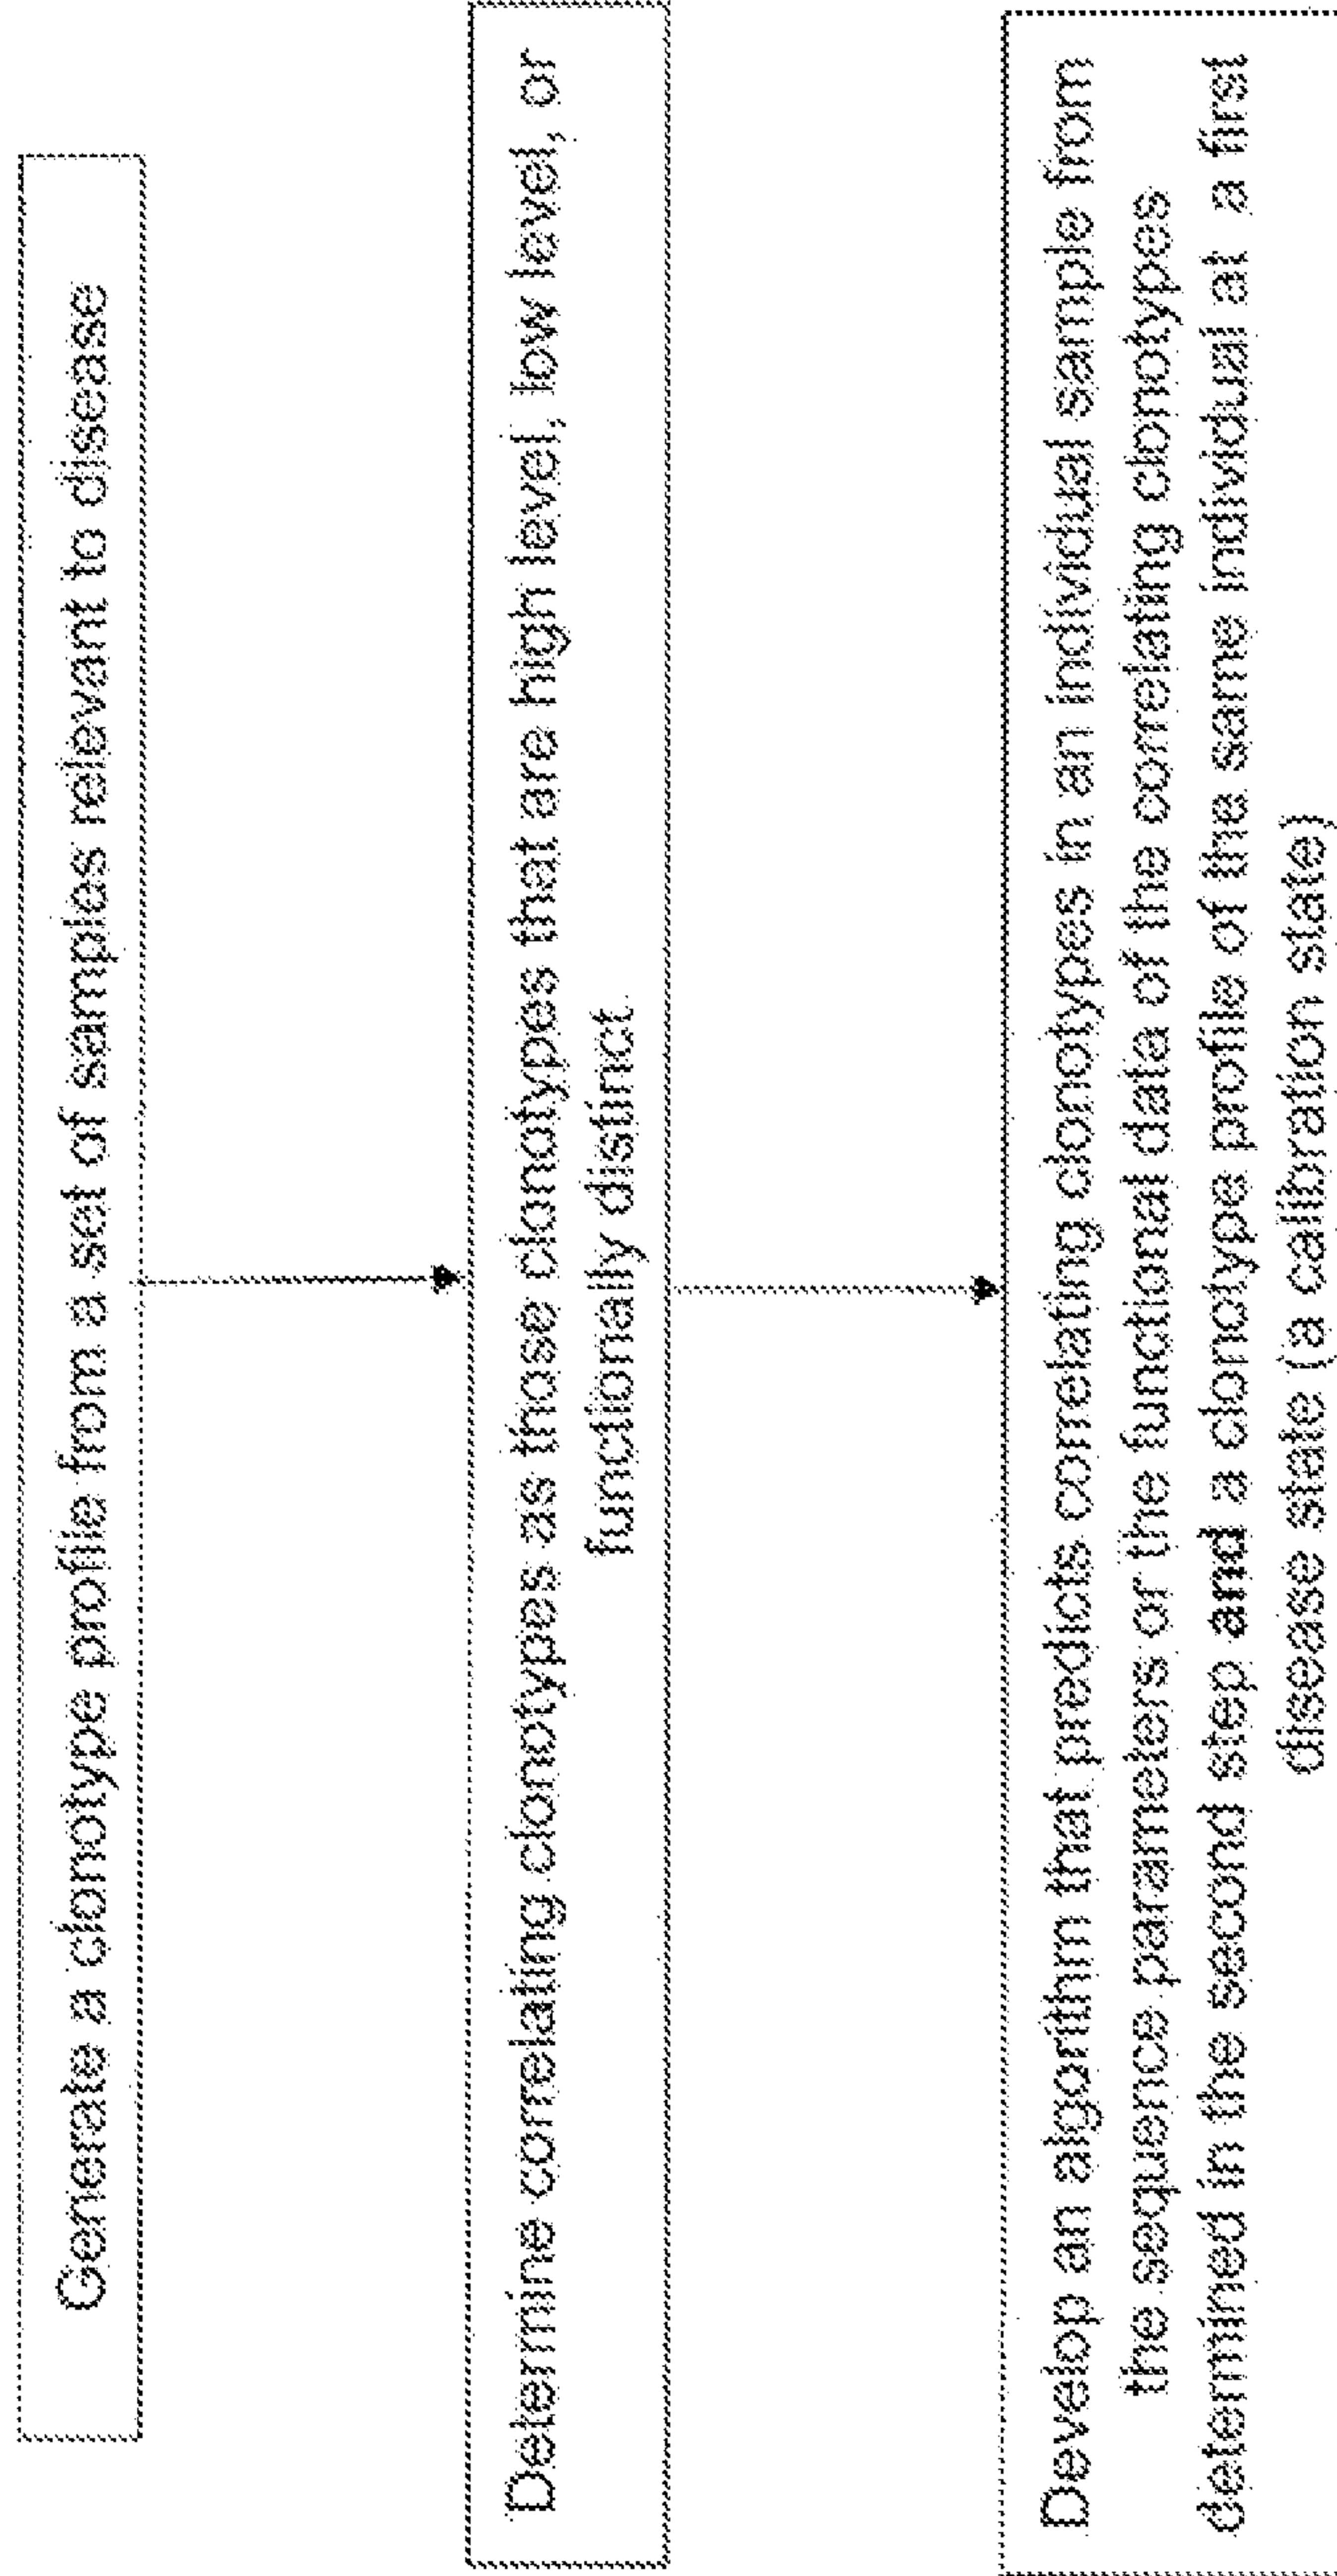 Generate a clonotype profile from a set of samples relevant to disease
Determine correlating clonotypes as those clonotypes that are high level, low level, or
functionally distinct.
Develop an algorithm that predicts correlating clonotypes in an individual sample from
the sequence parameters or the functional data of the correlating clonotypes
determined in the second step and a clonotype profile of the same individual at a first
disease state (a calibration state)